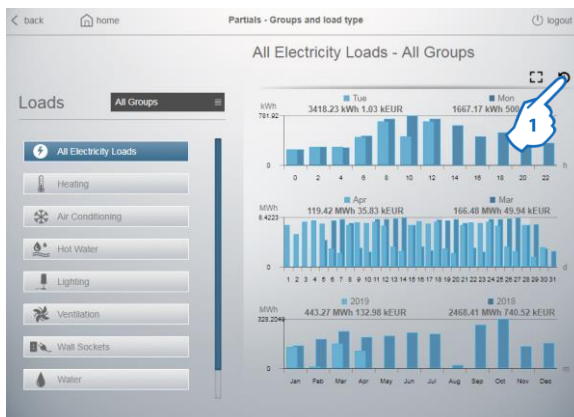 back
home
Partials - Groups and load type
logout
All Electricity Loads - All Groups
Loads
All Groups
All Electricity Loads
Heating
Air Conditioning
Hot Water
Lighting
Ventilation
Wall Sockets
Water
kWh
Tue
Mon
3418.23 kWh 1.03 kEUR
1667.17 kWh 500
781.92
0
0 2 4 6 8 10 12 14 16 18 20 22
h
1
MWh
Apr
Mar
119.42 MWh 35.83 kEUR
166.48 MWh 49.94 kEUR
8.4223
0
1 2 3 4 5 6 7 8 9 10 11 12 13 14 15 16 17 18 19 20 21 22 23 24 25 26 27 28 29 30 31
d
MWh
2019
2018
443.27 MWh 132.98 kEUR
2468.41 MWh 740.52 kEUR
328.2048
0
Jan Feb Mar Apr May Jun Jul Aug Sep Oct Nov Dec
m